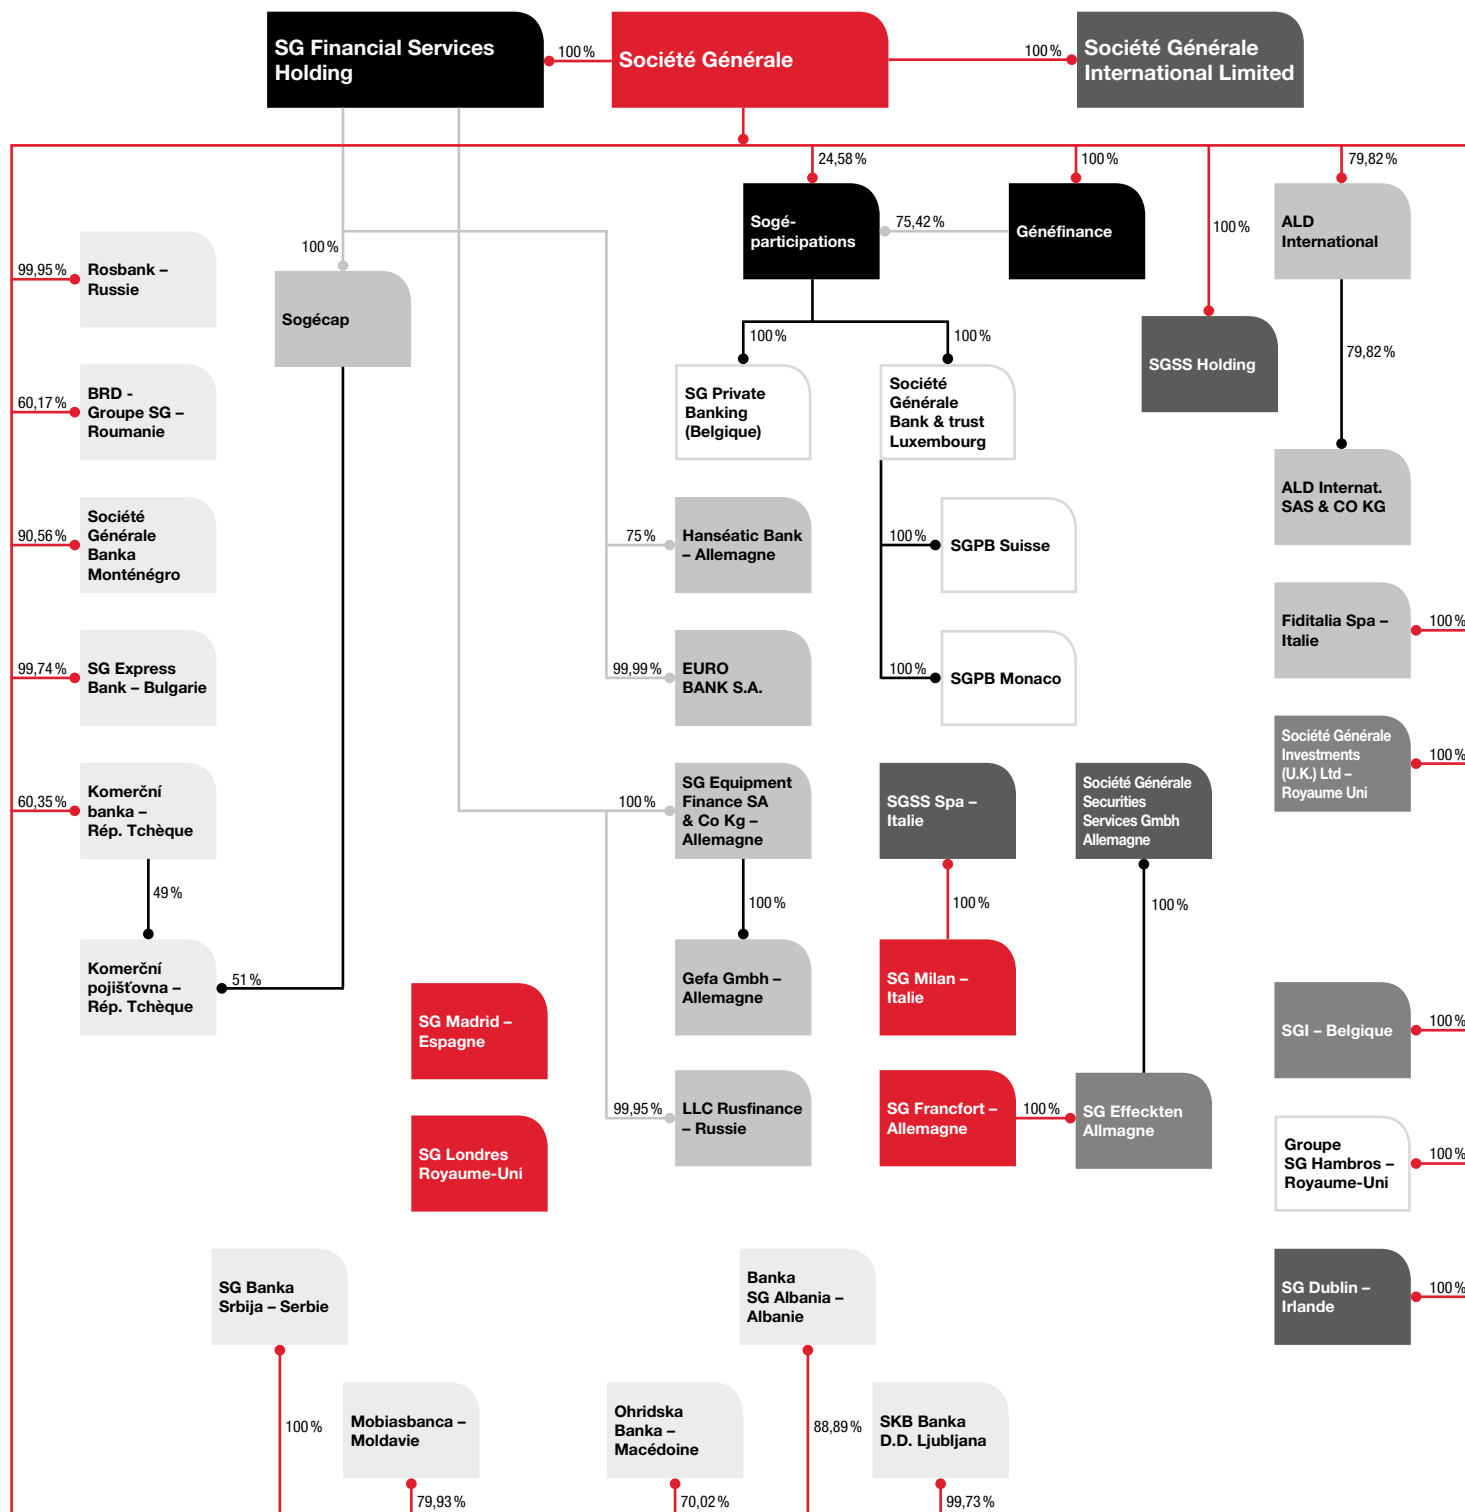 SG Financial Services
Holding
100 %
Société Générale
100 %
Société Générale
International Limited
24,58 %
100 %
79,82 %
Sogé-
participations
75,42 %
Généfinance
100 %
ALD
International
100 %
99,95 %
Rosbank –
Russie
Sogécap
100 %
100 %
79,82 %
SGSS Holding
60,17 %
BRD -
Groupe SG –
Roumanie
SG Private
Banking
(Belgique)
Société
Générale
Bank & trust
Luxembourg
90,56 %
Société
Générale
Banka
Monténégro
75 %
Hanséatic Bank
– Allemagne
100 %
SGPB Suisse
ALD Internat.
SAS & CO KG
99,74 %
SG Express
Bank – Bulgarie
99,99 %
EURO
BANK S.A.
100 %
SGPB Monaco
Fiditalia Spa –
Italie
100 %
Société Générale
Investments
(U.K.) Ltd –
Royaume Uni
100 %
60,35 %
Komerční
banka –
Rép. Tchèque
100 %
SG Equipment
Finance SA
& Co Kg –
Allemagne
SGSS Spa –
Italie
Société Générale
Securities
Services Gmbh
Allemagne
49 %
100 %
100 %
100 %
Komerční
pojišťovna –
Rép. Tchèque
51 %
SG Madrid –
Espagne
Gefa Gmbh –
Allemagne
SG Milan –
Italie
SGI – Belgique
100 %
SG Londres
Royaume-Uni
99,95 %
LLC Rusfinance
– Russie
SG Francfort –
Allemagne
100 %
SG Effeckten
Allmagne
Groupe
SG Hambros –
Royaume-Uni
100 %
SG Banka
Srbija – Serbie
Banka
SG Albania –
Albanie
SG Dublin –
Irlande
100 %
100 %
Mobiasbanca –
Moldavie
Ohridska
Banka –
Macédoine
88,89 %
SKB Banka
D.D. Ljubljana
79,93 %
70,02 %
99,73 %